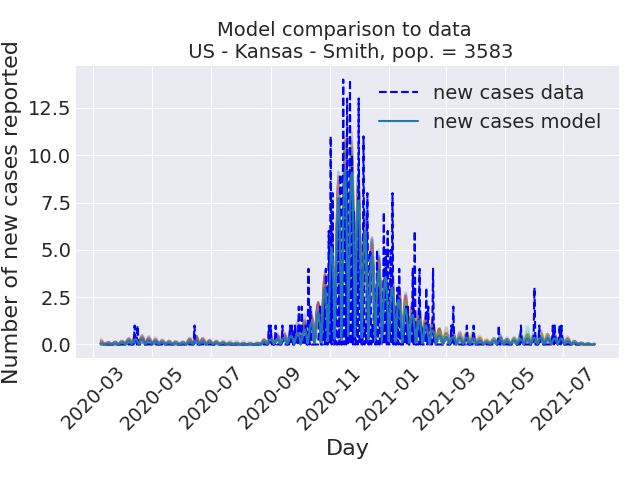 Model comparison to data
US - Kansas - Smith, pop. = 3583
Number of new cases reported
12.5
10.0
7.5
5.0
2.5
0.0
new cases data
new cases model
2020-03
2020-05
2020-07
2020-09
2020-11
2021-01
2021-03
2021-05
2021-07
Day